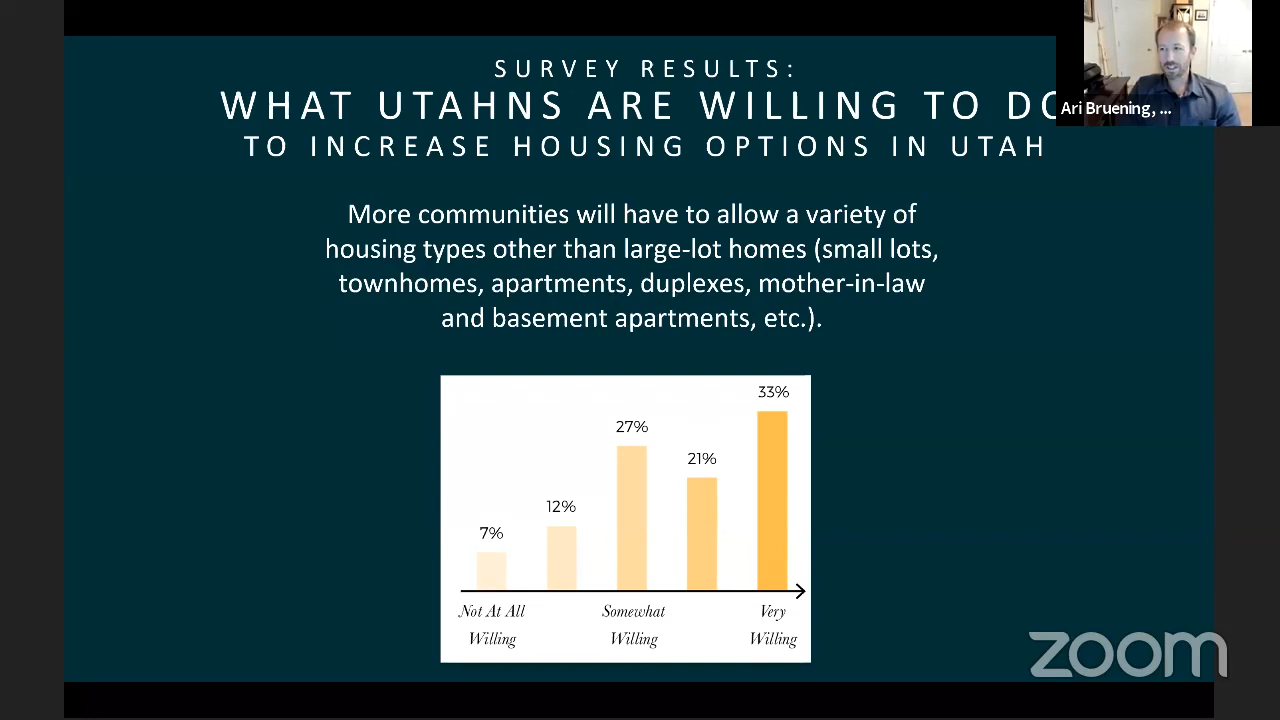 SURVEY RESULTS:
WHAT UTAHNS ARE WILLING TO DO
TO INCREASE HOUSING OPTIONS IN UTAH
Ari Bruening, ...
More communities will have to allow a variety of
housing types other than large-lot homes (small lots,
townhomes, apartments, duplexes, mother-in-law
and basement apartments, etc.).
33%
27%
21%
12%
7%
Not At All
Willing
Somewhat
Willing
Very
Willing
zoom